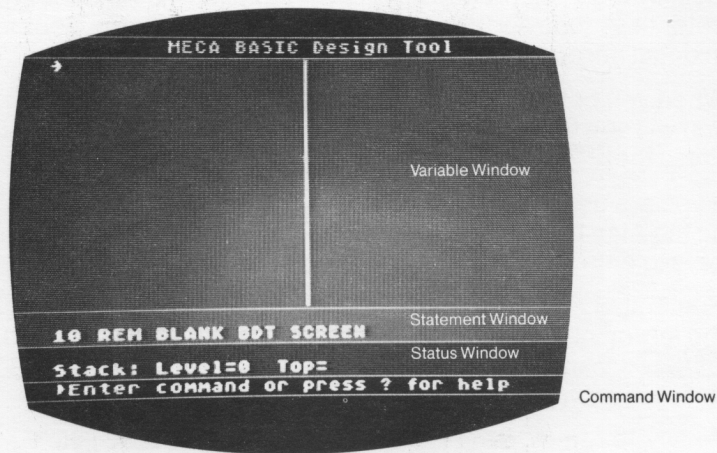 MECA BASIC Design Tool
Variable Window
Statement Window
10 REM BLANK BDT SCREEN
Status Window
Stack: Level=0 Top=
Enter command or press ? for help
Command Window